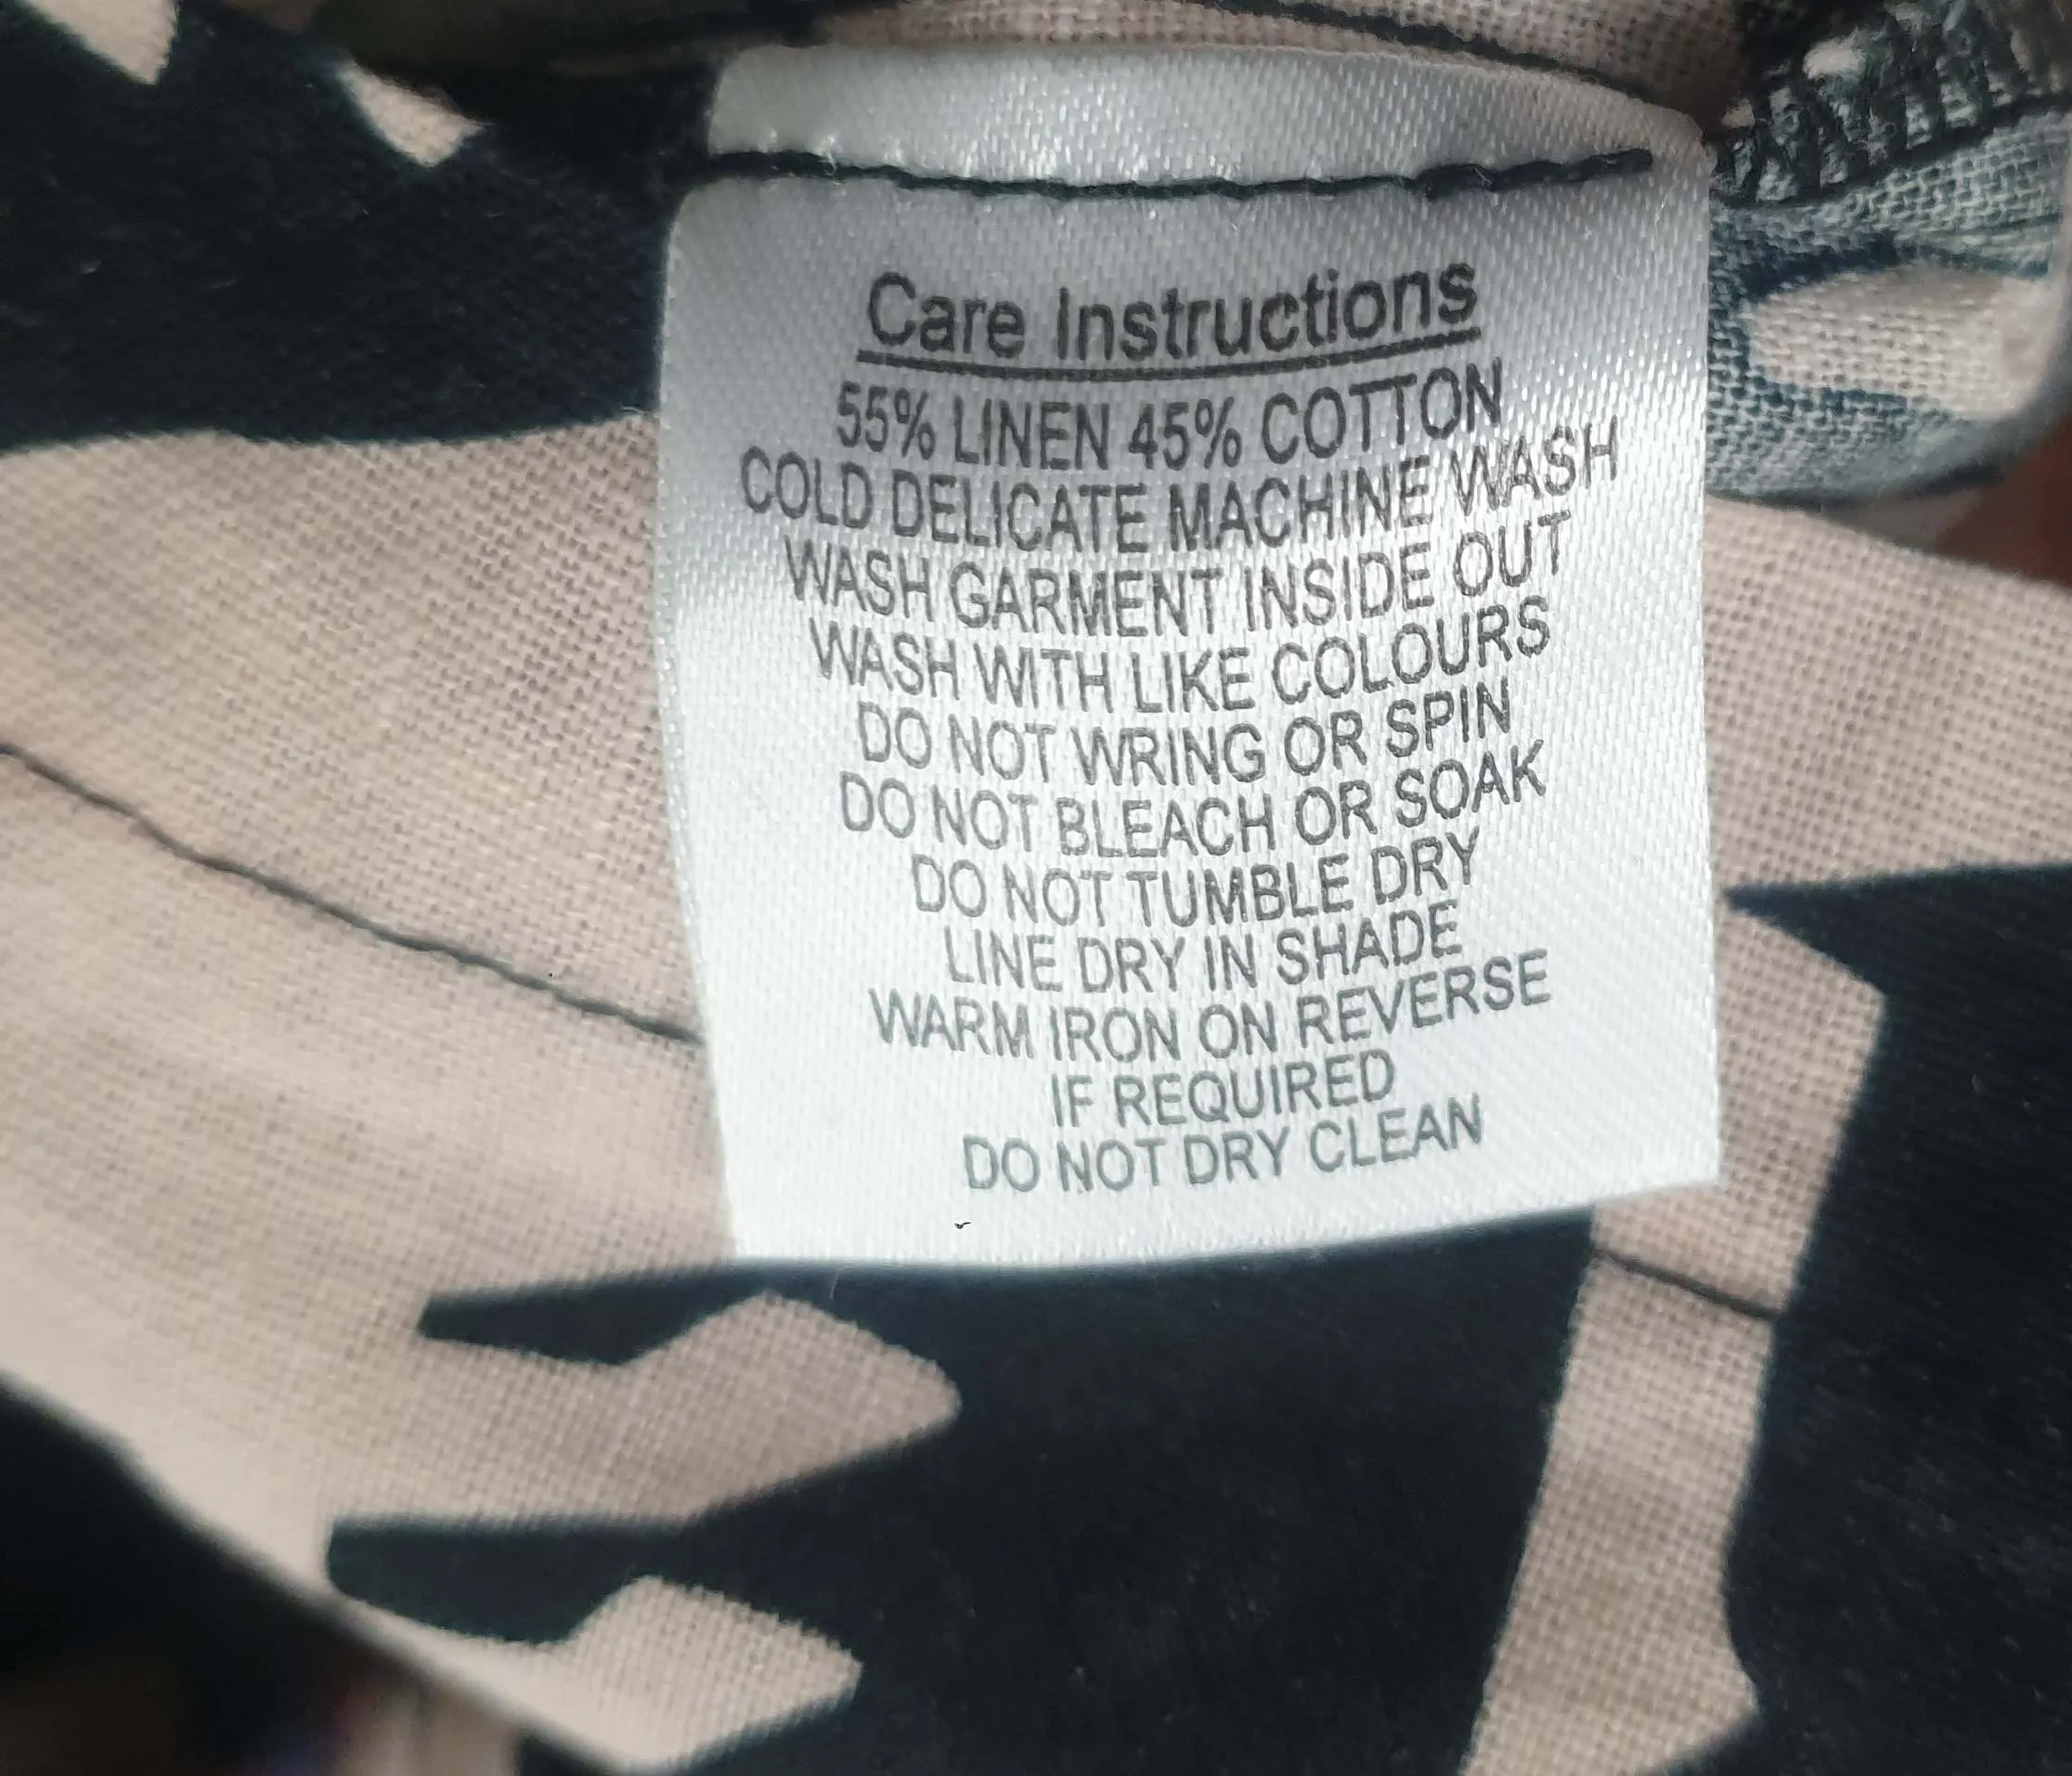 Care Instructions
55% LINEN 45% COTTON
COLD DELICATE MACHINE WASH
WASH GARMENT INSIDE OUT
WASH WITH LIKE COLOURS
DO NOT WRING OR SPIN
DO NOT BLEACH OR SOAK
DO NOT TUMBLE DRY
LINE DRY IN SHADE
WARM IRON ON REVERSE
IF REQUIRED
DO NOT DRY CLEAN